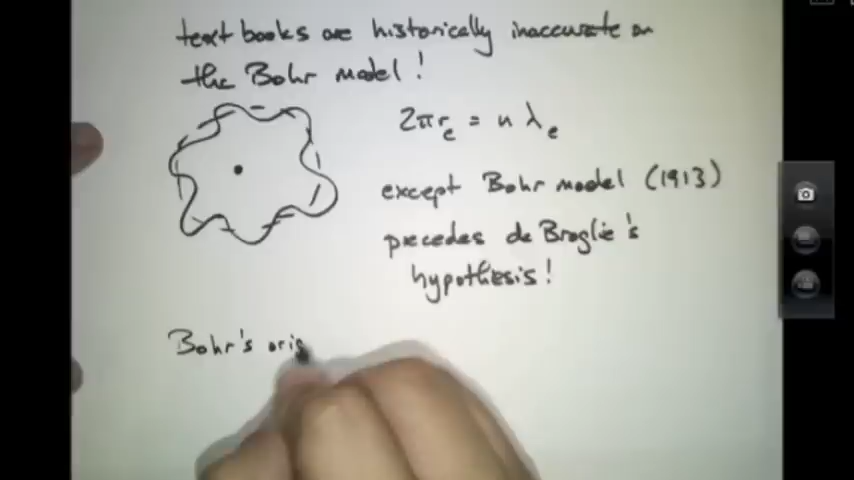 text books are historically inaccurate on
the Bohr model!
2πr_e = n λ_e
except Bohr model (1913)
precedes de Broglie's
hypothesis!
Bohr's orig